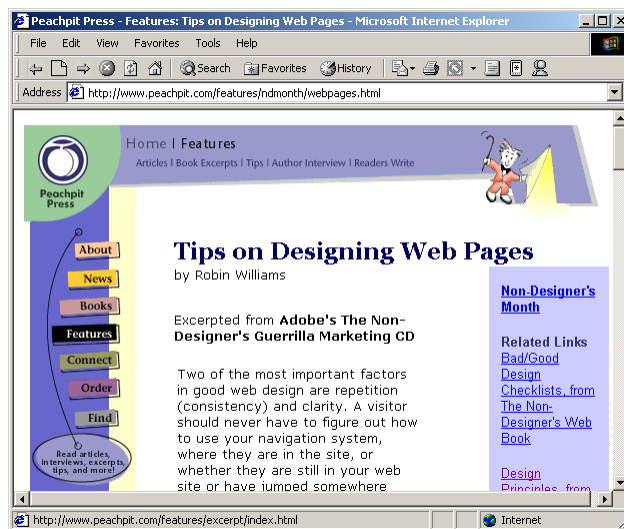 Peachpit Press - Features: Tips on Designing Web Pages - Microsoft Internet Explorer
File Edit View Favorites Tools Help
Search Favorites History
Address http://www.peachpit.com/features/ndmonth/webpages.html
Home | Features
Articles | Book Excerpts | Tips | Author Interview | Readers Write
Peachpit
Press
About
News
Books
Features
Connect
Order
Find
Read articles,
interviews, excerpts,
tips, and more!
Tips on Designing Web Pages
by Robin Williams
Excerpted from Adobe's The Non-
Designer's Guerrilla Marketing CD
Two of the most important factors
in good web design are repetition
(consistency) and clarity. A visitor
should never have to figure out how
to use your navigation system,
where they are in the site, or
whether they are still in your web
site or have jumped somewhere
Non-Designer's
Month
Related Links
Bad/Good
Design
Checklists, from
The Non-
Designer's Web
Book
Design
Principles, from
http://www.peachpit.com/features/excerpt/index.html
Internet